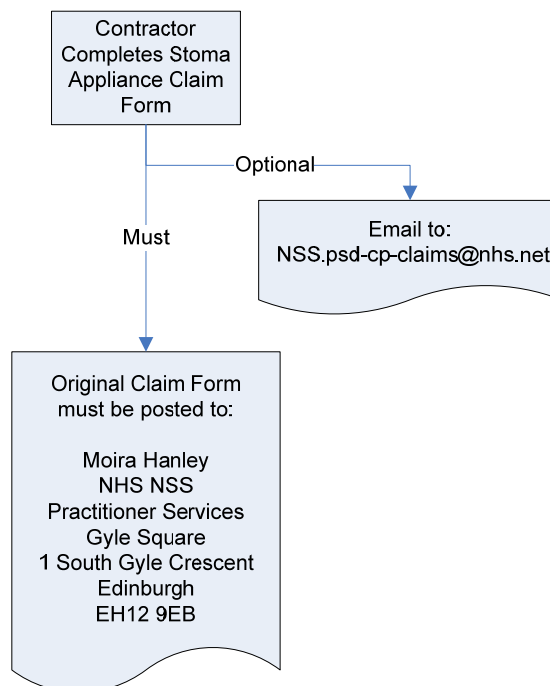 Contractor
Completes Stoma
Appliance Claim
Form
Optional
Must
Email to:
NSS.psd-cp-claims@nhs.net
Original Claim Form
must be posted to:
Moira Hanley
NHS NSS
Practitioner Services
Gyle Square
1 South Gyle Crescent
Edinburgh
EH12 9EB